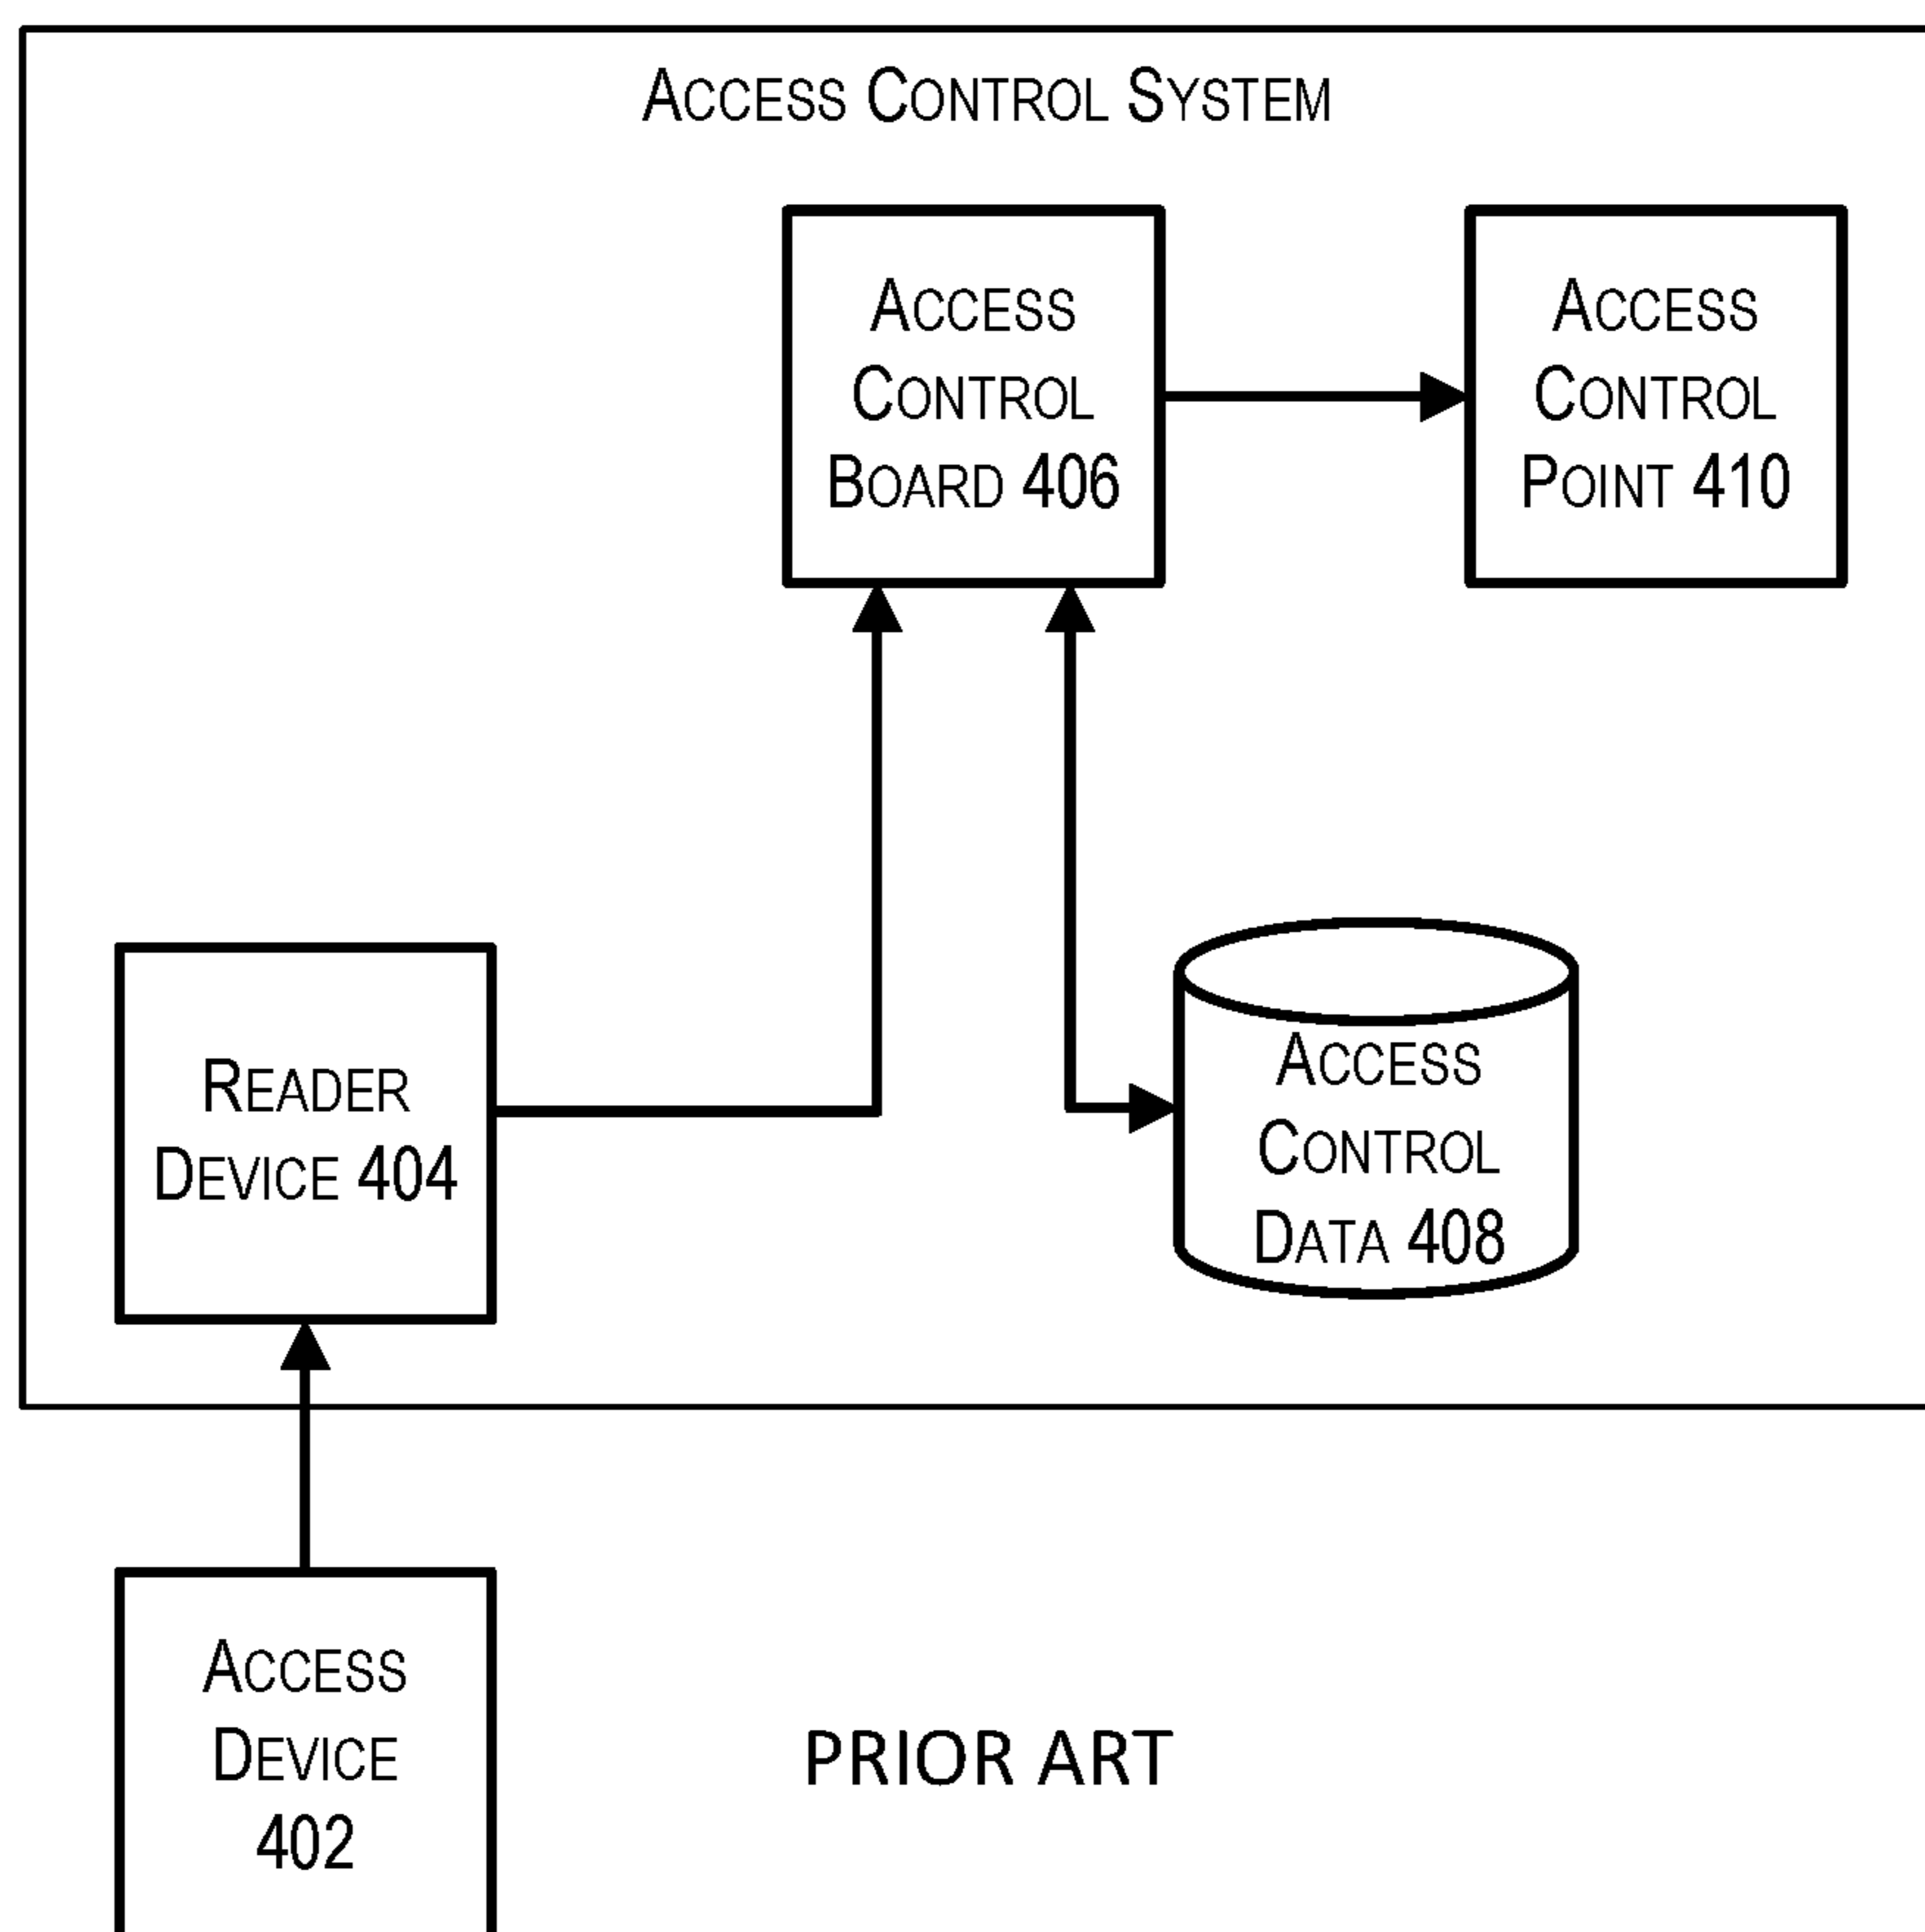 Access Control System
Access
Control
Board 406
Access
Control
Point 410
Reader
Device 404
Access
Control
Data 408
Access
Device
402
PRIOR ART